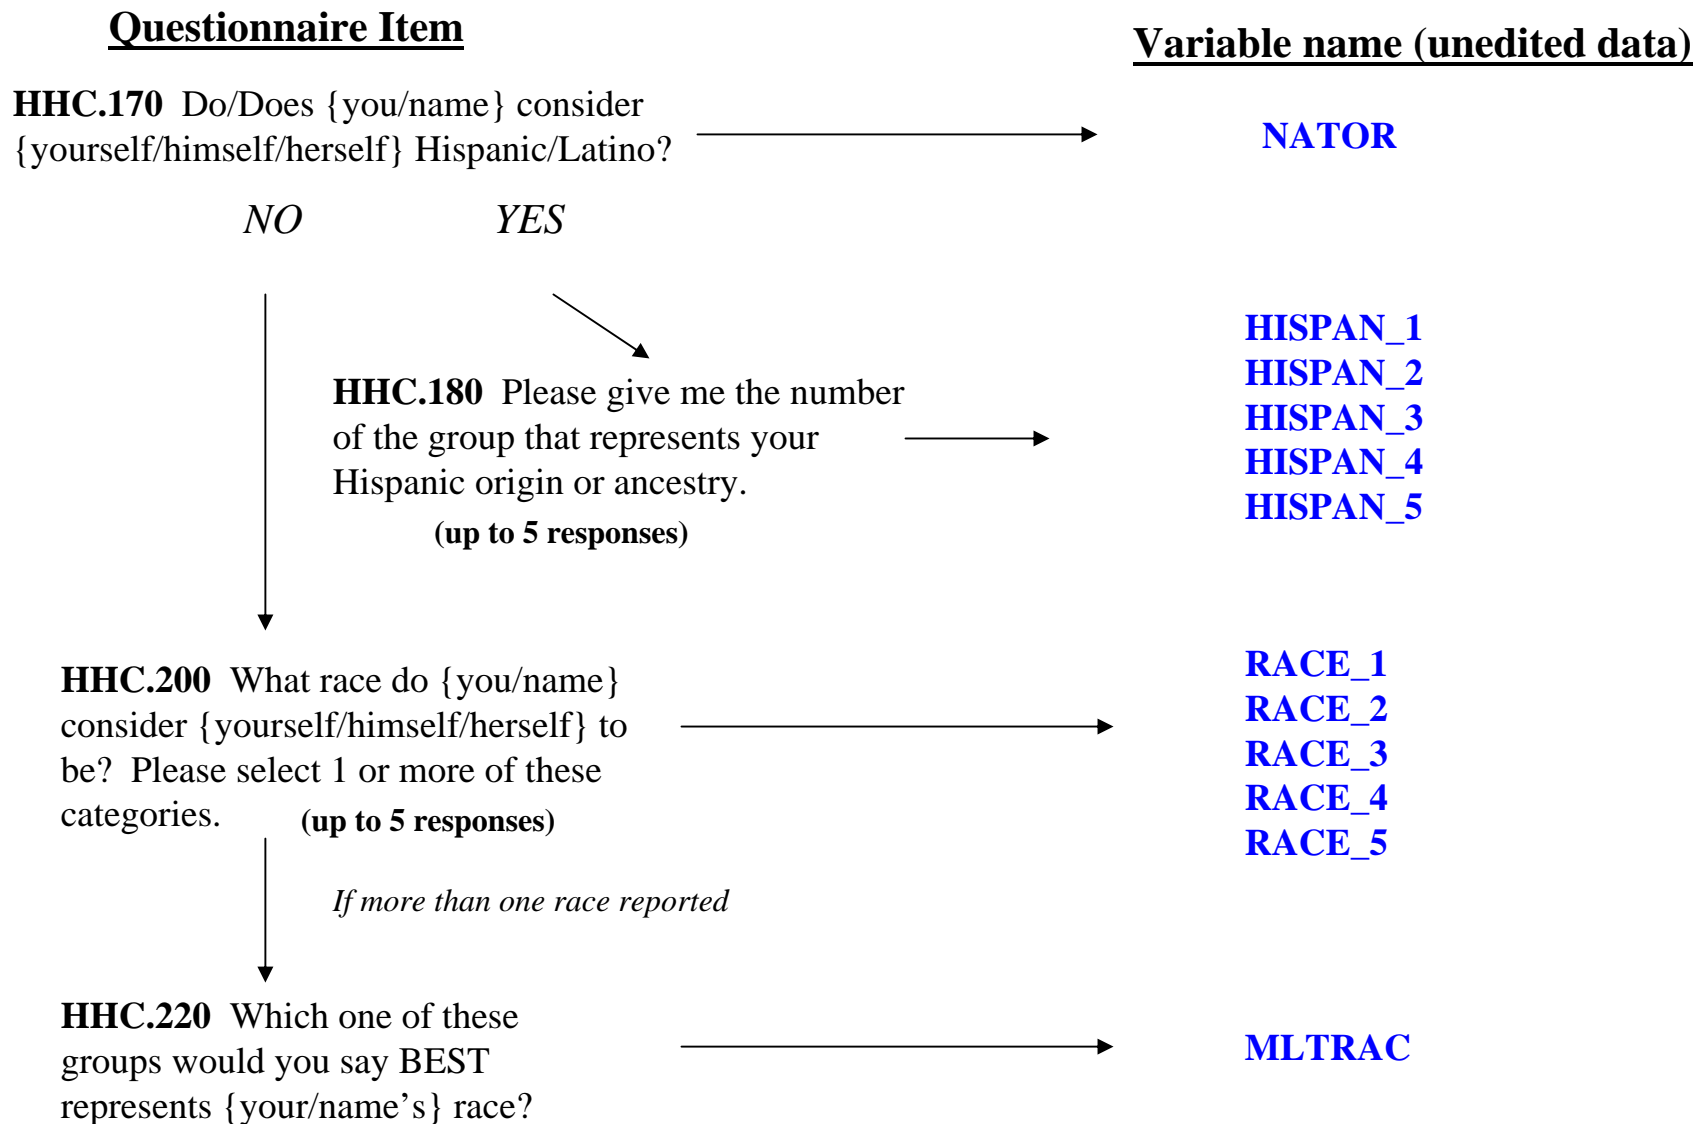 Questionnaire Item
Variable name (unedited data)
HHC.170 Do/Does {you/name} consider
{yourself/himself/herself} Hispanic/Latino?
NATOR
NO
YES
HHC.180 Please give me the number
of the group that represents your
Hispanic origin or ancestry.
(up to 5 responses)
HISPAN_1
HISPAN_2
HISPAN_3
HISPAN_4
HISPAN_5
HHC.200 What race do {you/name}
consider {yourself/himself/herself} to
be? Please select 1 or more of these
categories. (up to 5 responses)
RACE_1
RACE_2
RACE_3
RACE_4
RACE_5
If more than one race reported
HHC.220 Which one of these
groups would you say BEST
represents {your/name’s} race?
MLTRAC